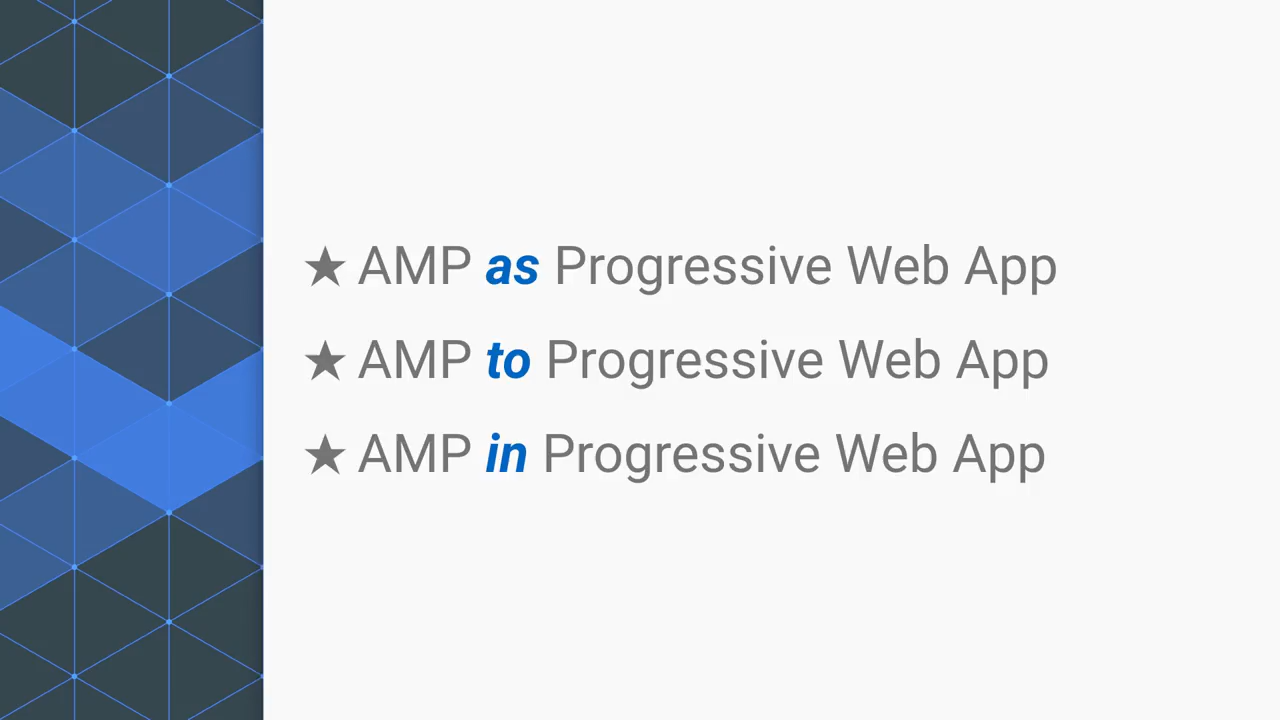 ★ AMP as Progressive Web App
★ AMP to Progressive Web App
★ AMP in Progressive Web App